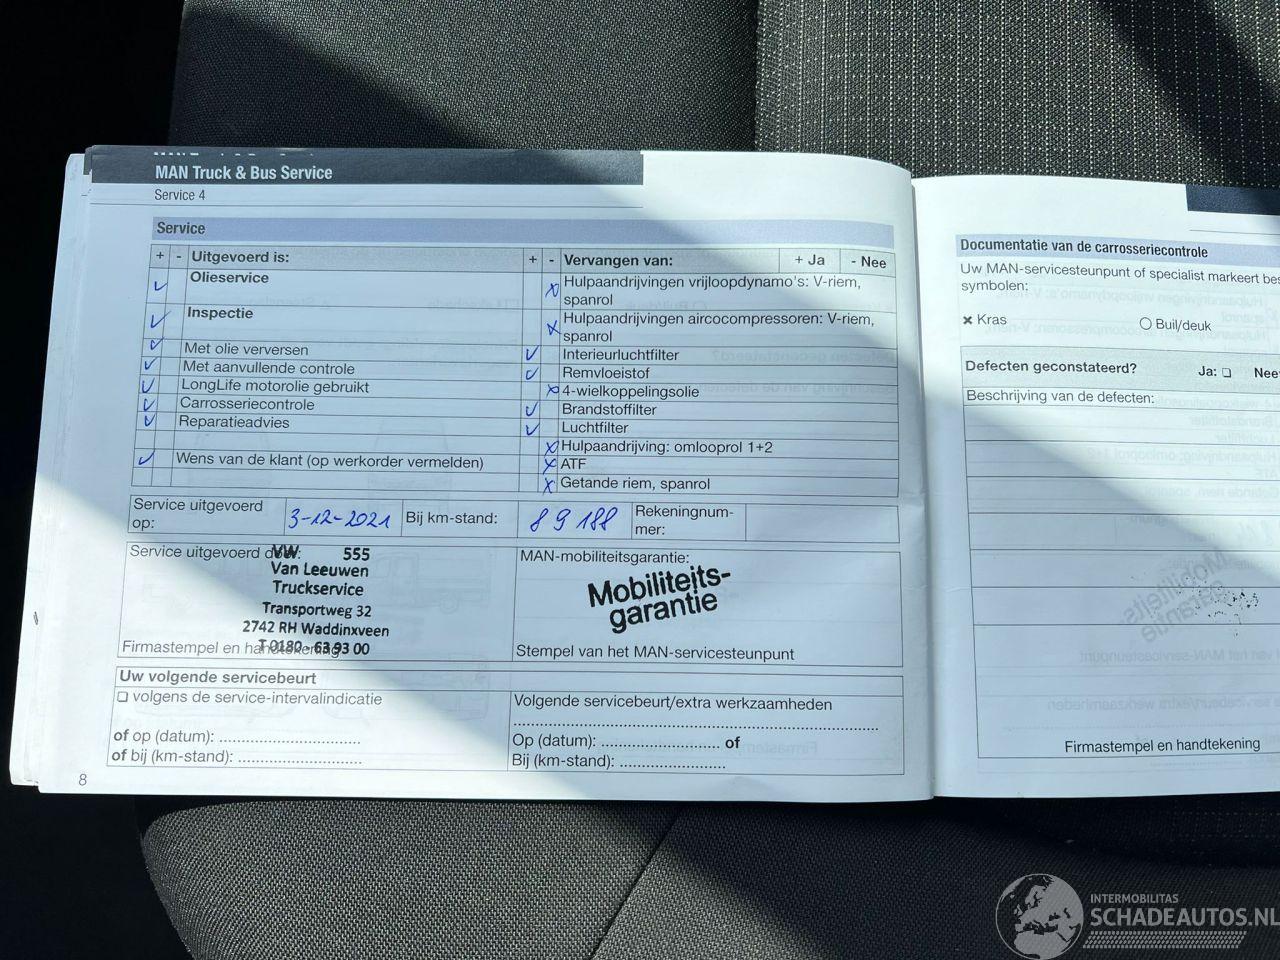 MAN Truck & Bus Service
Service 4
Service
+ - Uitgevoerd is: + - Vervangen van: + Ja - Nee
Olieservice
Inspectie
Met olie verversen
Met aanvullende controle
LongLife motorolie gebruikt
Carrosseriecontrole
Reparatieadvies
Wens van de klant (op werkorder vermelden)
Hulpaandrijvingen vrijloopdynamo's: V-riem,
spanrol
Hulpaandrijvingen aircocompressoren: V-riem,
spanrol
Interieurluchtfilter
Remvloeistof
4-wielkoppelingsolie
Brandstoffilter
Luchtfilter
Hulpaandrijving: omlooprol 1+2
ATF
Getande riem, spanrol
Service uitgevoerd
op:
3-12-2021
Bij km-stand:
89188
Rekeningnum-
mer:
Service uitgevoerd door:
VW 555
Van Leeuwen
Truckservice
Transportweg 32
2742 RH Waddinxveen
T 0180 - 63 93 00
Firmastempel en handtekening
MAN-mobiliteitsgarantie:
Mobiliteits-
garantie
Stempel van het MAN-servicesteunpunt
Uw volgende servicebeurt
❏ volgens de service-intervalindicatie
of op (datum): ................................
of bij (km-stand): ............................
Volgende servicebeurt/extra werkzaamheden
................................................................................
Op (datum): ........................... of
Bij (km-stand): ........................
8
Documentatie van de carrosseriecontrole
Uw MAN-servicesteunpunt of specialist markeert
symbolen:
✖ Kras
❍ Buil/deuk
Defecten geconstateerd? Ja: ❏ Nee
Beschrijving van de defecten:
Firmastempel en handtekening
INTERMOBILITAS
SCHADEAUTOS.NL